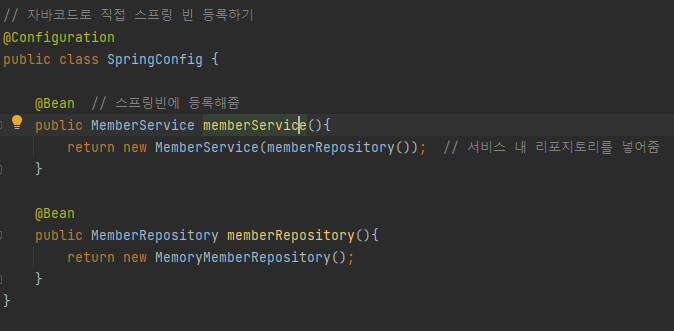 // 자바코드로 직접 스프링 빈 등록하기
@Configuration
public class SpringConfig {
@Bean  // 스프링빈에 등록해줌
public MemberService memberService(){
return new MemberService(memberRepository());  // 서비스 내 리포지토리를 넣어줌
}
@Bean
public MemberRepository memberRepository(){
return new MemoryMemberRepository();
}
}